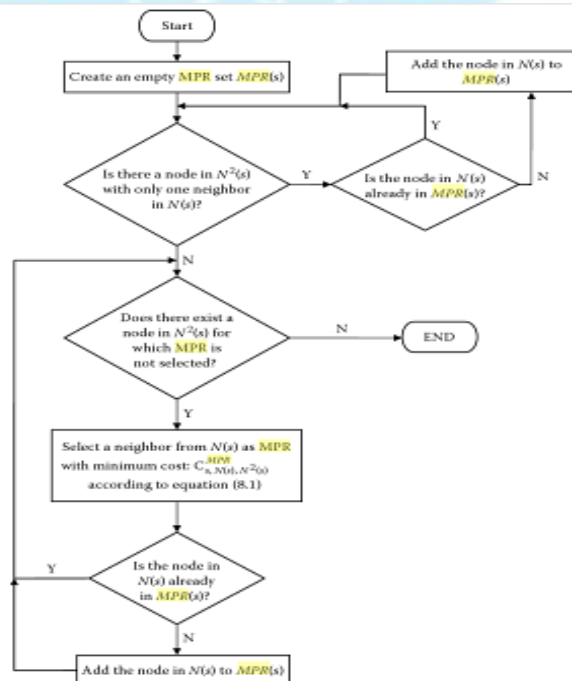 Start
Create an empty MPR set MPR(s)
Add the node in N(s) to
MPR(s)
Y
Is there a node in N²(s)
with only one neighbor
in N(s)?
Y
Is the node in N(s)
already in MPR(s)?
N
N
Does there exist a
node in N²(s) for
which MPR is
not selected?
N
END
Y
Select a neighbor from N(s) as MPR
with minimum cost: C^MPR_s, N(s), N²(s)
according to equation (8.1)
Is the node in
N(s) already
in MPR(s)?
Y
N
Add the node in N(s) to MPR(s)